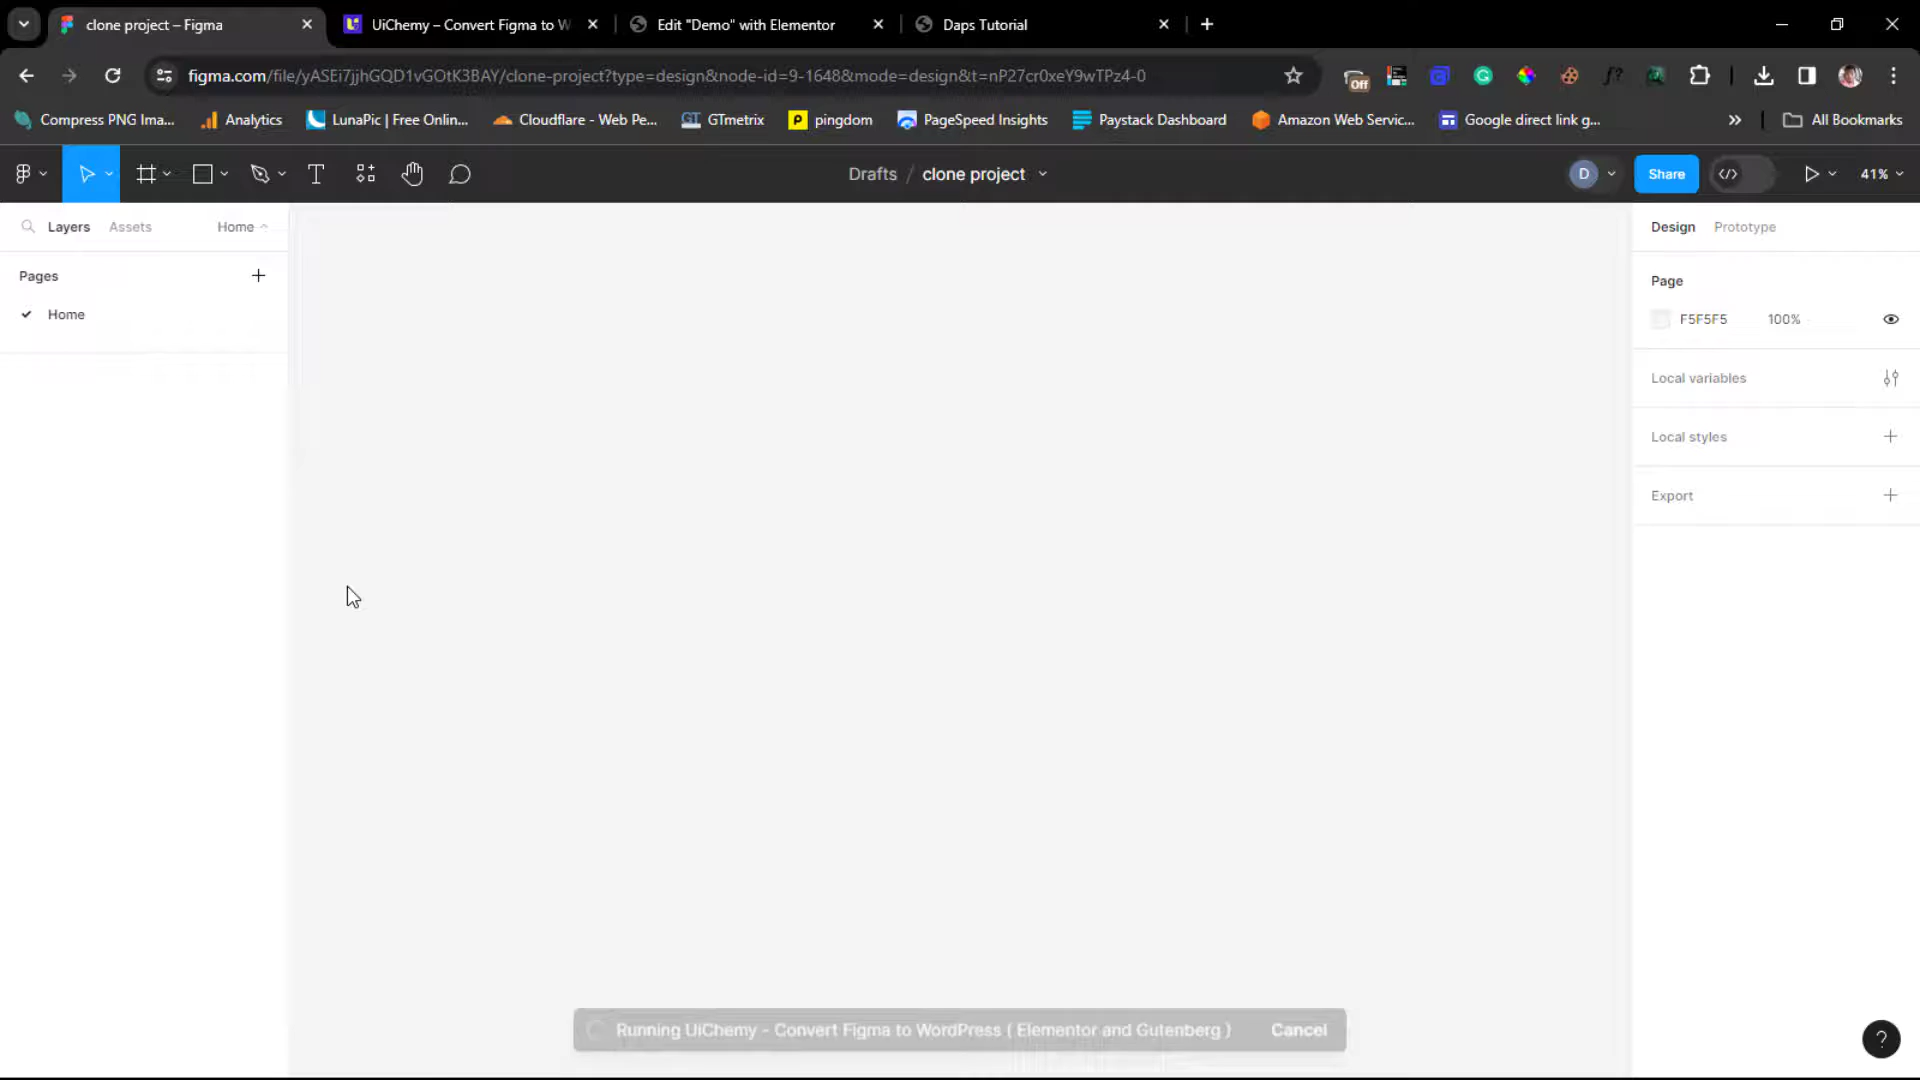 clone project – Figma
UiChemy – Convert Figma to W
Edit "Demo" with Elementor
Daps Tutorial
figma.com/file/yASEi7jjhGQD1vGOtK3BAY/clone-project?type=design&node-id=9-1648&mode=design&t=nP27cr0xeY9wTPz4-0
Off
Compress PNG Ima...
Analytics
LunaPic | Free Onlin...
Cloudflare - Web Pe...
GT
GTmetrix
pingdom
PageSpeed Insights
Paystack Dashboard
Amazon Web Servic...
Google direct link g...
All Bookmarks
Drafts / clone project
D
Share
41%
Layers
Assets
Home
Design
Prototype
Pages
Home
Page
F5F5F5
100%
Local variables
Local styles
Export
Running UiChemy - Convert Figma to WordPress ( Elementor and Gutenberg )
Cancel
?